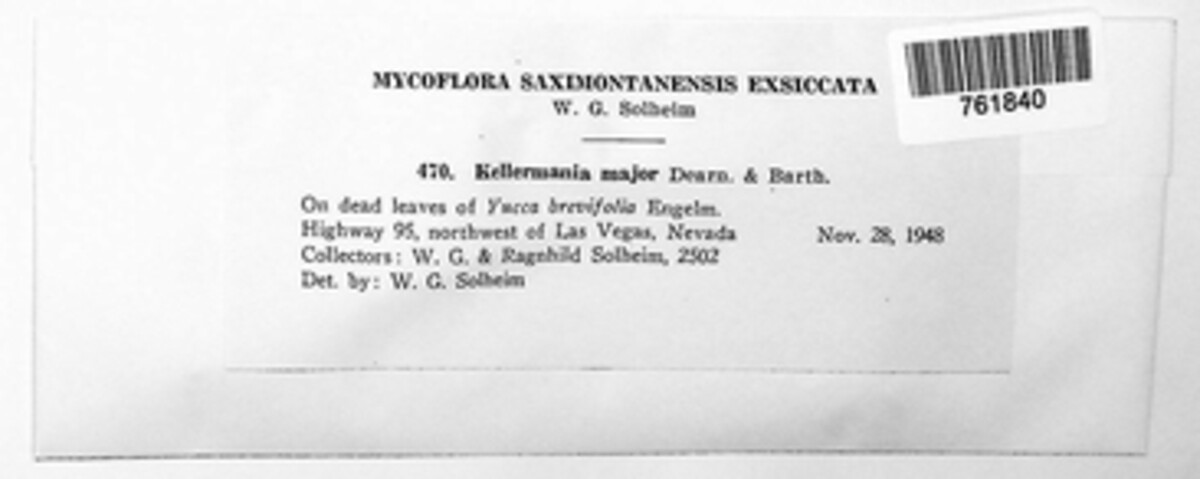 761840
MYCOFLORA SAXIMONTANENSIS EXSICCATA
W. G. Solheim
470. Kellermania major Dearn. & Barth.
On dead leaves of Yucca brevifolia Engelm.
Highway 95, northwest of Las Vegas, Nevada Nov. 28, 1948
Collectors: W. G. & Ragnhild Solheim, 2502
Det. by: W. G. Solheim